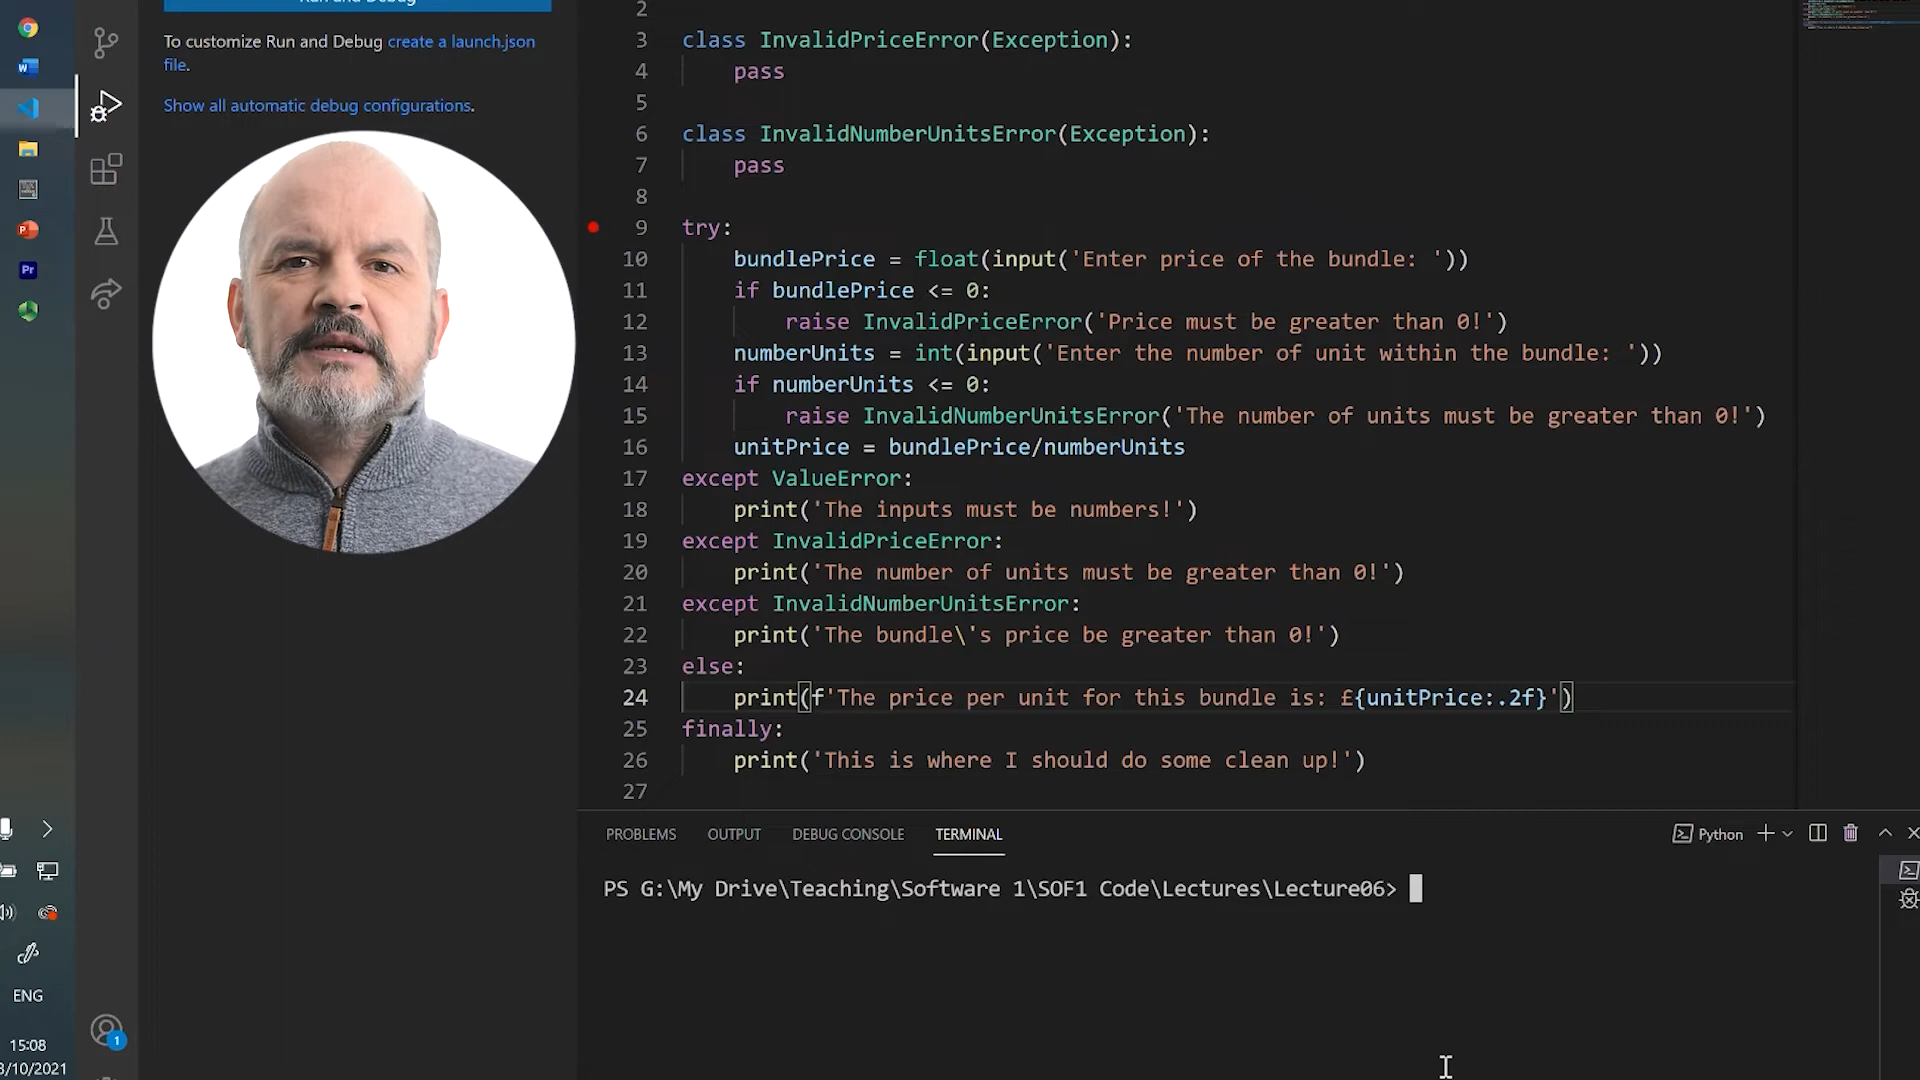 Run and Debug
To customize Run and Debug create a launch.json
file.
Show all automatic debug configurations.
2
3 class InvalidPriceError(Exception):
4     pass
5
6 class InvalidNumberUnitsError(Exception):
7     pass
8
9 try:
10     bundlePrice = float(input('Enter price of the bundle: '))
11     if bundlePrice <= 0:
12         raise InvalidPriceError('Price must be greater than 0!')
13     numberUnits = int(input('Enter the number of unit within the bundle: '))
14     if numberUnits <= 0:
15         raise InvalidNumberUnitsError('The number of units must be greater than 0!')
16     unitPrice = bundlePrice/numberUnits
17 except ValueError:
18     print('The inputs must be numbers!')
19 except InvalidPriceError:
20     print('The number of units must be greater than 0!')
21 except InvalidNumberUnitsError:
22     print('The bundle\'s price be greater than 0!')
23 else:
24     print(f'The price per unit for this bundle is: £{unitPrice:.2f}')
25 finally:
26     print('This is where I should do some clean up!')
27
PROBLEMS OUTPUT DEBUG CONSOLE TERMINAL
Python
PS G:\My Drive\Teaching\Software 1\SOF1 Code\Lectures\Lecture06>
W
P
Pr
ENG
15:08
3/10/2021
1